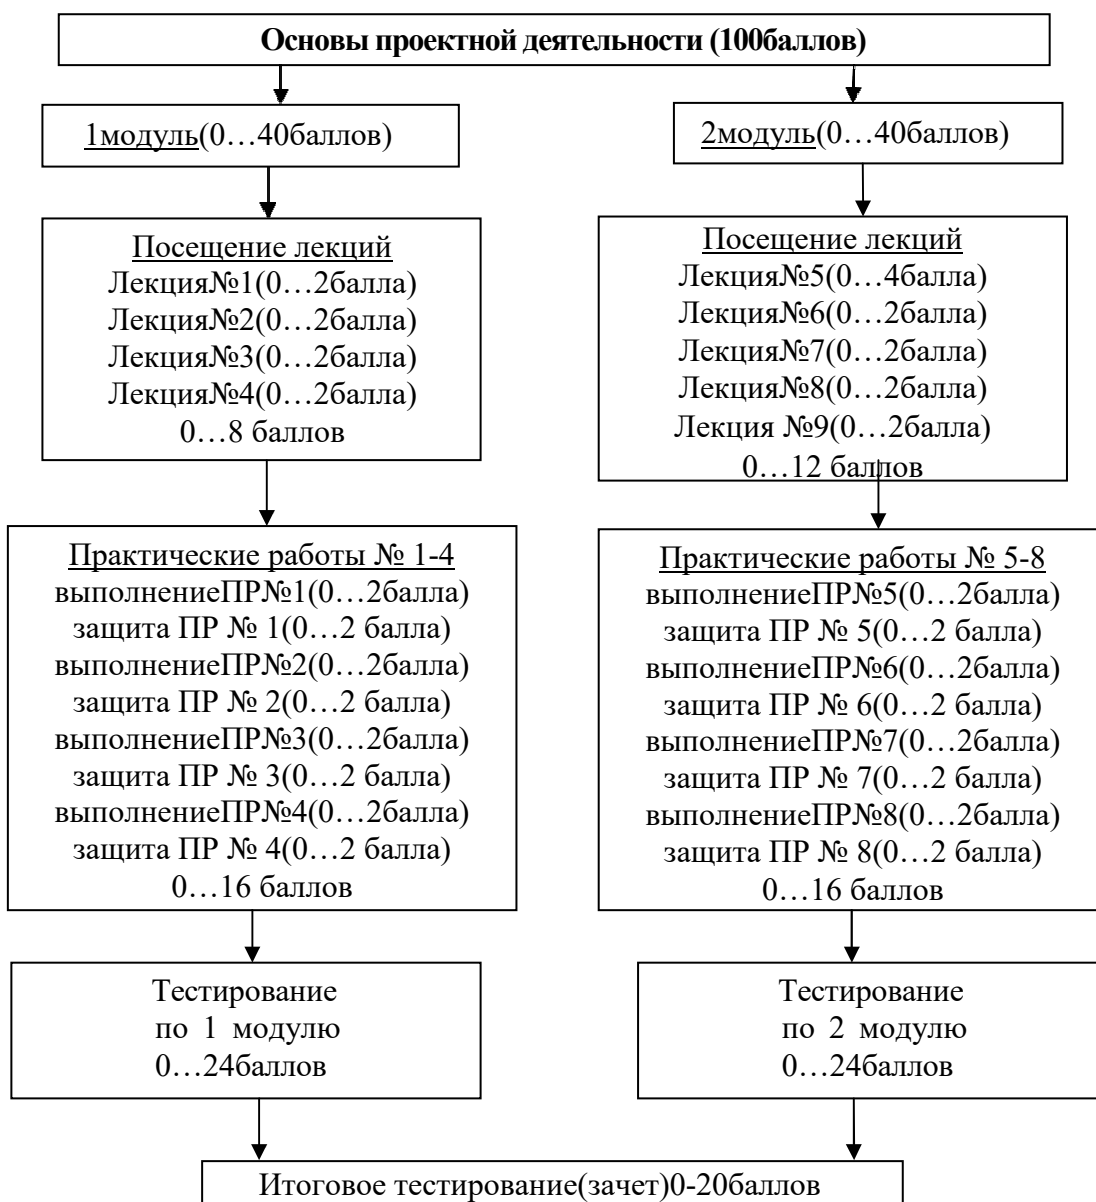 Основы проектной деятельности (100баллов)
1модуль(0…40баллов)
2модуль(0…40баллов)
Посещение лекций
Лекция№1(0…2балла)
Лекция№2(0…2балла)
Лекция№3(0…2балла)
Лекция№4(0…2балла)
0…8 баллов
Посещение лекций
Лекция№5(0…4балла)
Лекция№6(0…2балла)
Лекция№7(0…2балла)
Лекция№8(0…2балла)
Лекция №9(0…2балла)
0…12 баллов
Практические работы № 1-4
выполнениеПР№1(0…2балла)
защита ПР № 1(0…2 балла)
выполнениеПР№2(0…2балла)
защита ПР № 2(0…2 балла)
выполнениеПР№3(0…2балла)
защита ПР № 3(0…2 балла)
выполнениеПР№4(0…2балла)
защита ПР № 4(0…2 балла)
0…16 баллов
Практические работы № 5-8
выполнениеПР№5(0…2балла)
защита ПР № 5(0…2 балла)
выполнениеПР№6(0…2балла)
защита ПР № 6(0…2 балла)
выполнениеПР№7(0…2балла)
защита ПР № 7(0…2 балла)
выполнениеПР№8(0…2балла)
защита ПР № 8(0…2 балла)
0…16 баллов
Тестирование
по 1 модулю
0…24баллов
Тестирование
по 2 модулю
0…24баллов
Итоговое тестирование(зачет)0-20баллов